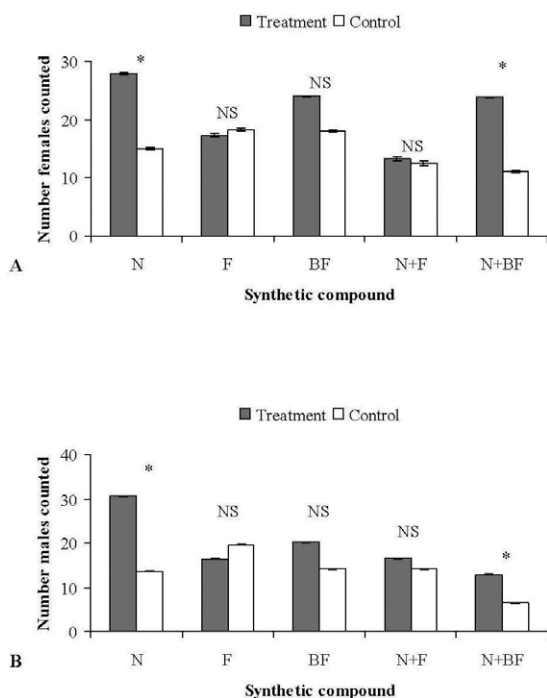 Treatment Control
Number females counted
30
20
10
0
* NS NS NS *
A
N F BF N+F N+BF
Synthetic compound
Treatment Control
Number males counted
40
30
20
10
0
* NS NS NS *
B
N F BF N+F N+BF
Synthetic compound